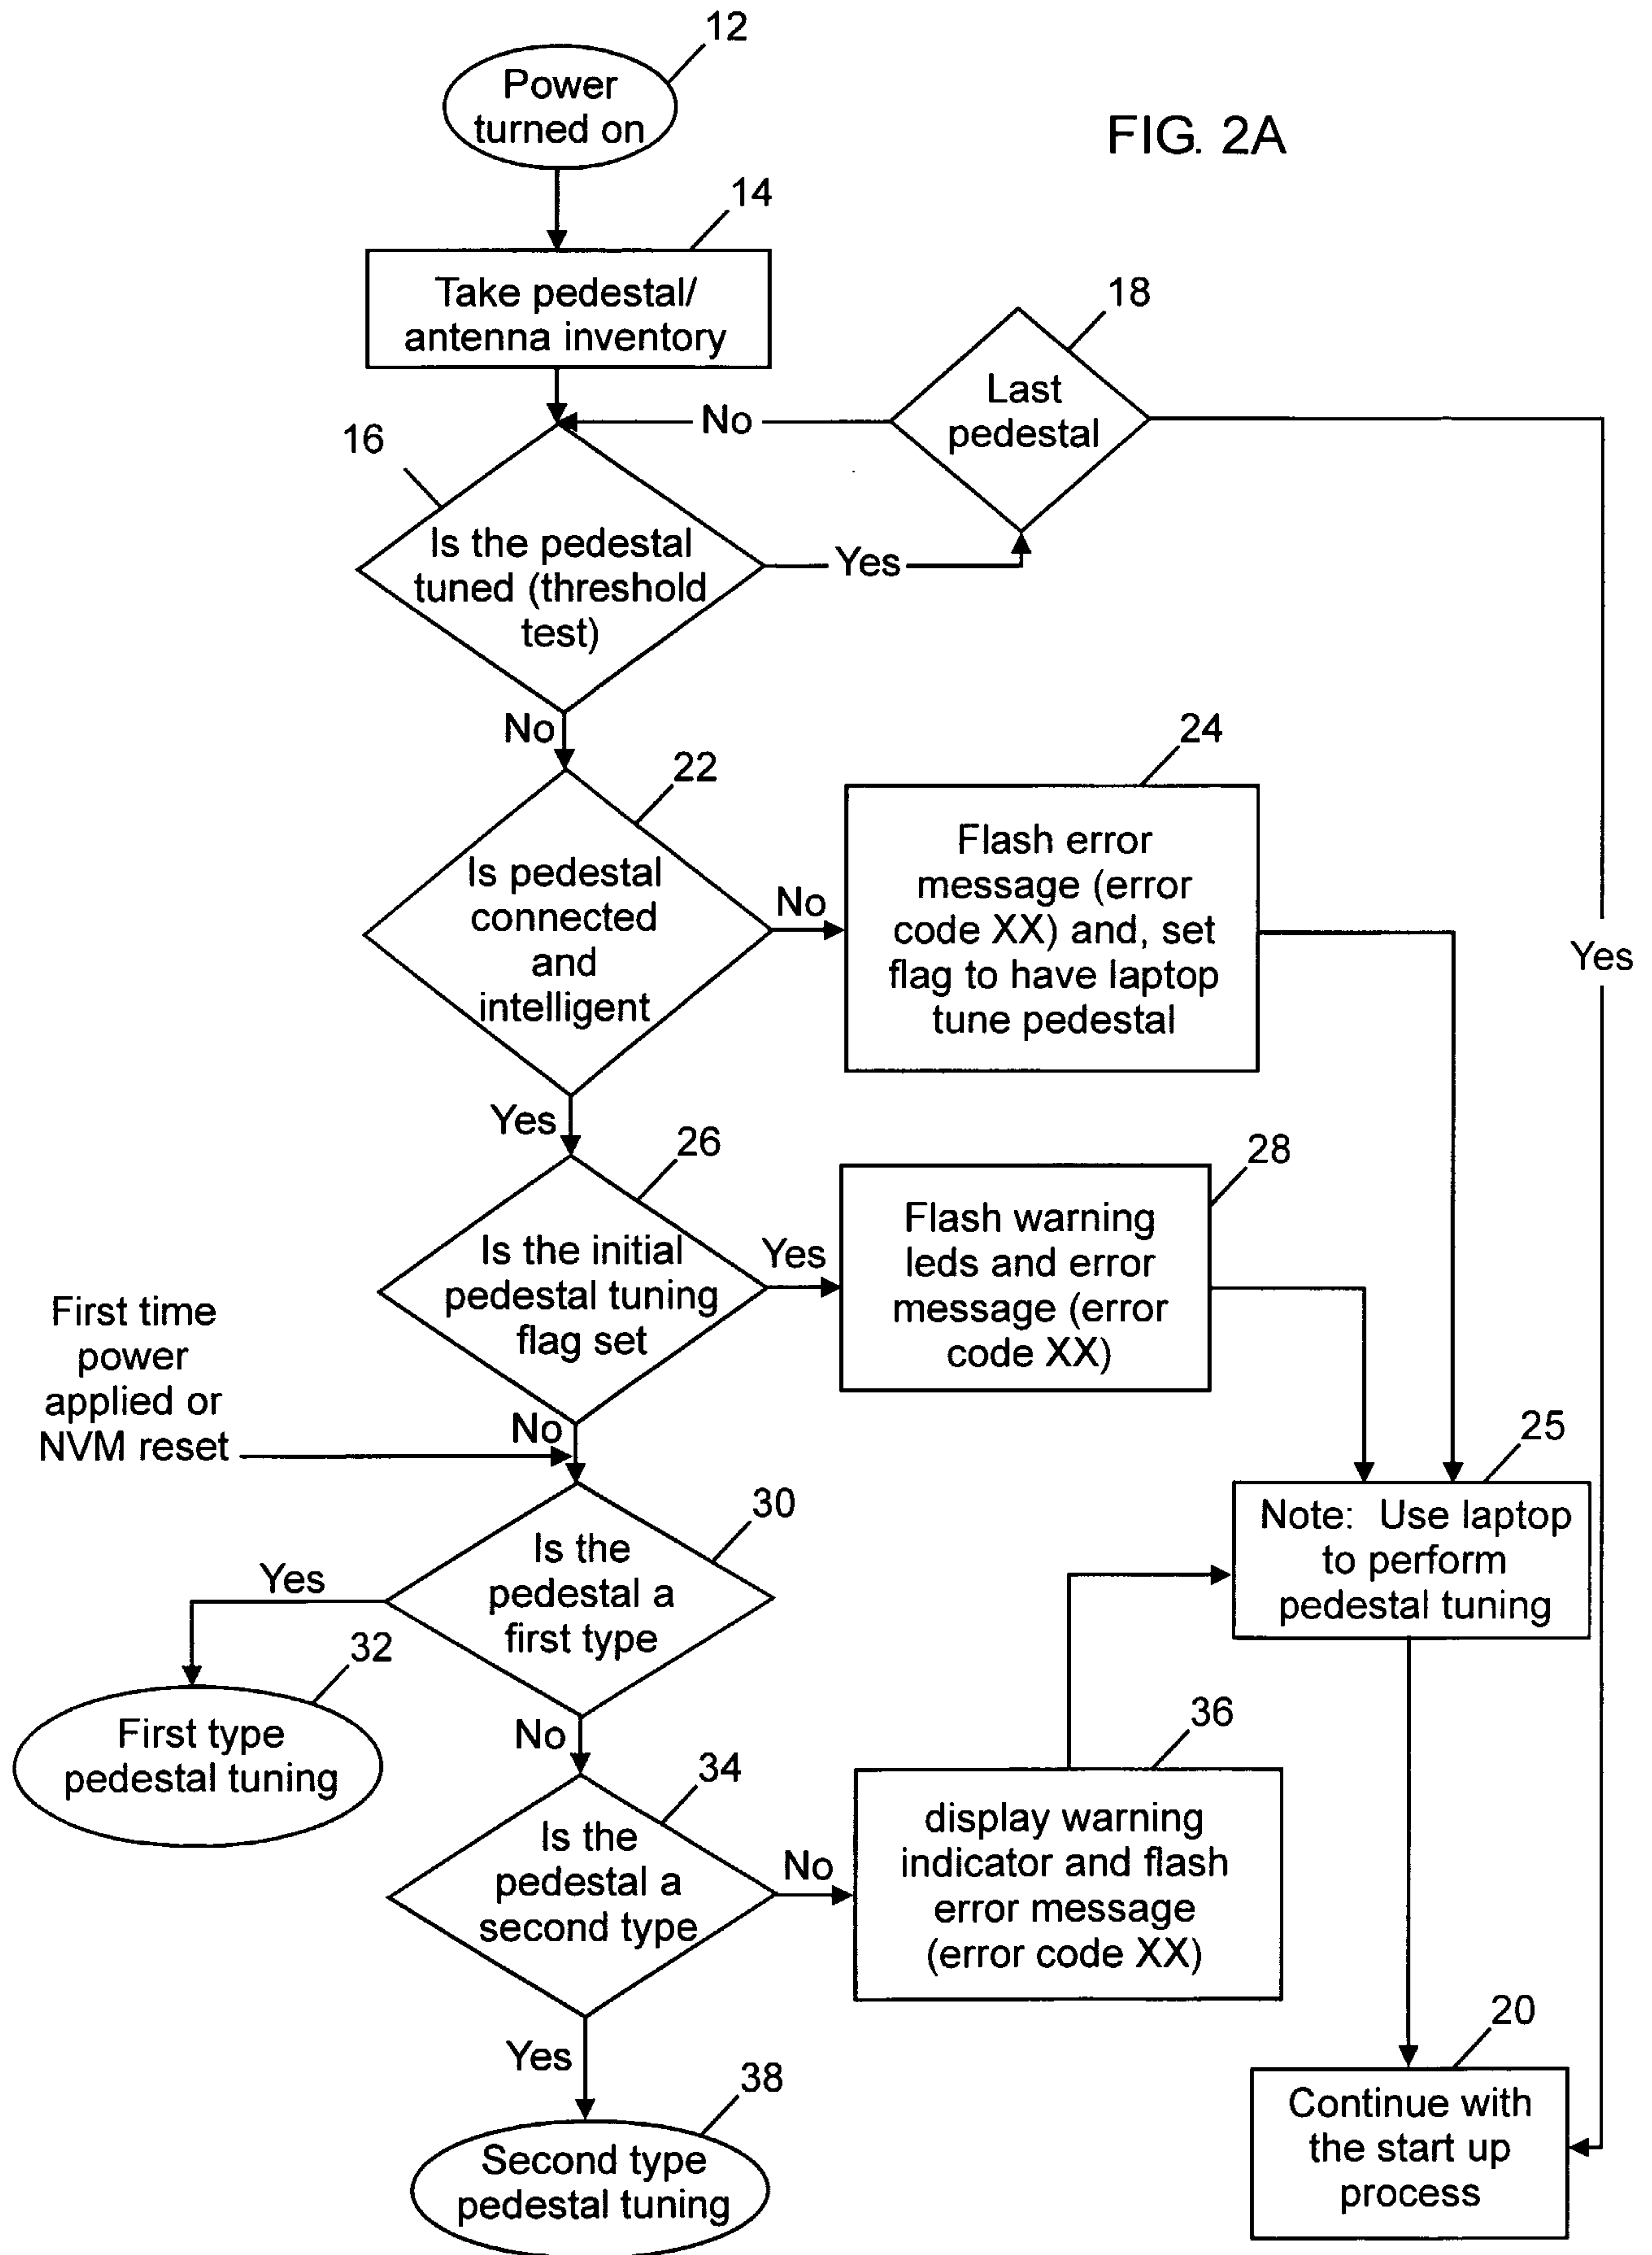 12
Power
turned on
FIG. 2A
14
Take pedestal/
antenna inventory
18
Last
pedestal
No
16
Is the pedestal
tuned (threshold
test)
Yes
No
22
24
Is pedestal
connected
and
intelligent
No
Flash error
message (error
code XX) and, set
flag to have laptop
tune pedestal
Yes
Yes
26
28
Is the initial
pedestal tuning
flag set
Yes
Flash warning
leds and error
message (error
code XX)
First time
power
applied or
NVM reset
No
25
Note: Use laptop
to perform
pedestal tuning
30
Is the
pedestal a
first type
Yes
32
First type
pedestal tuning
No
34
36
Is the
pedestal a
second type
No
display warning
indicator and flash
error message
(error code XX)
Yes
38
Second type
pedestal tuning
20
Continue with
the start up
process